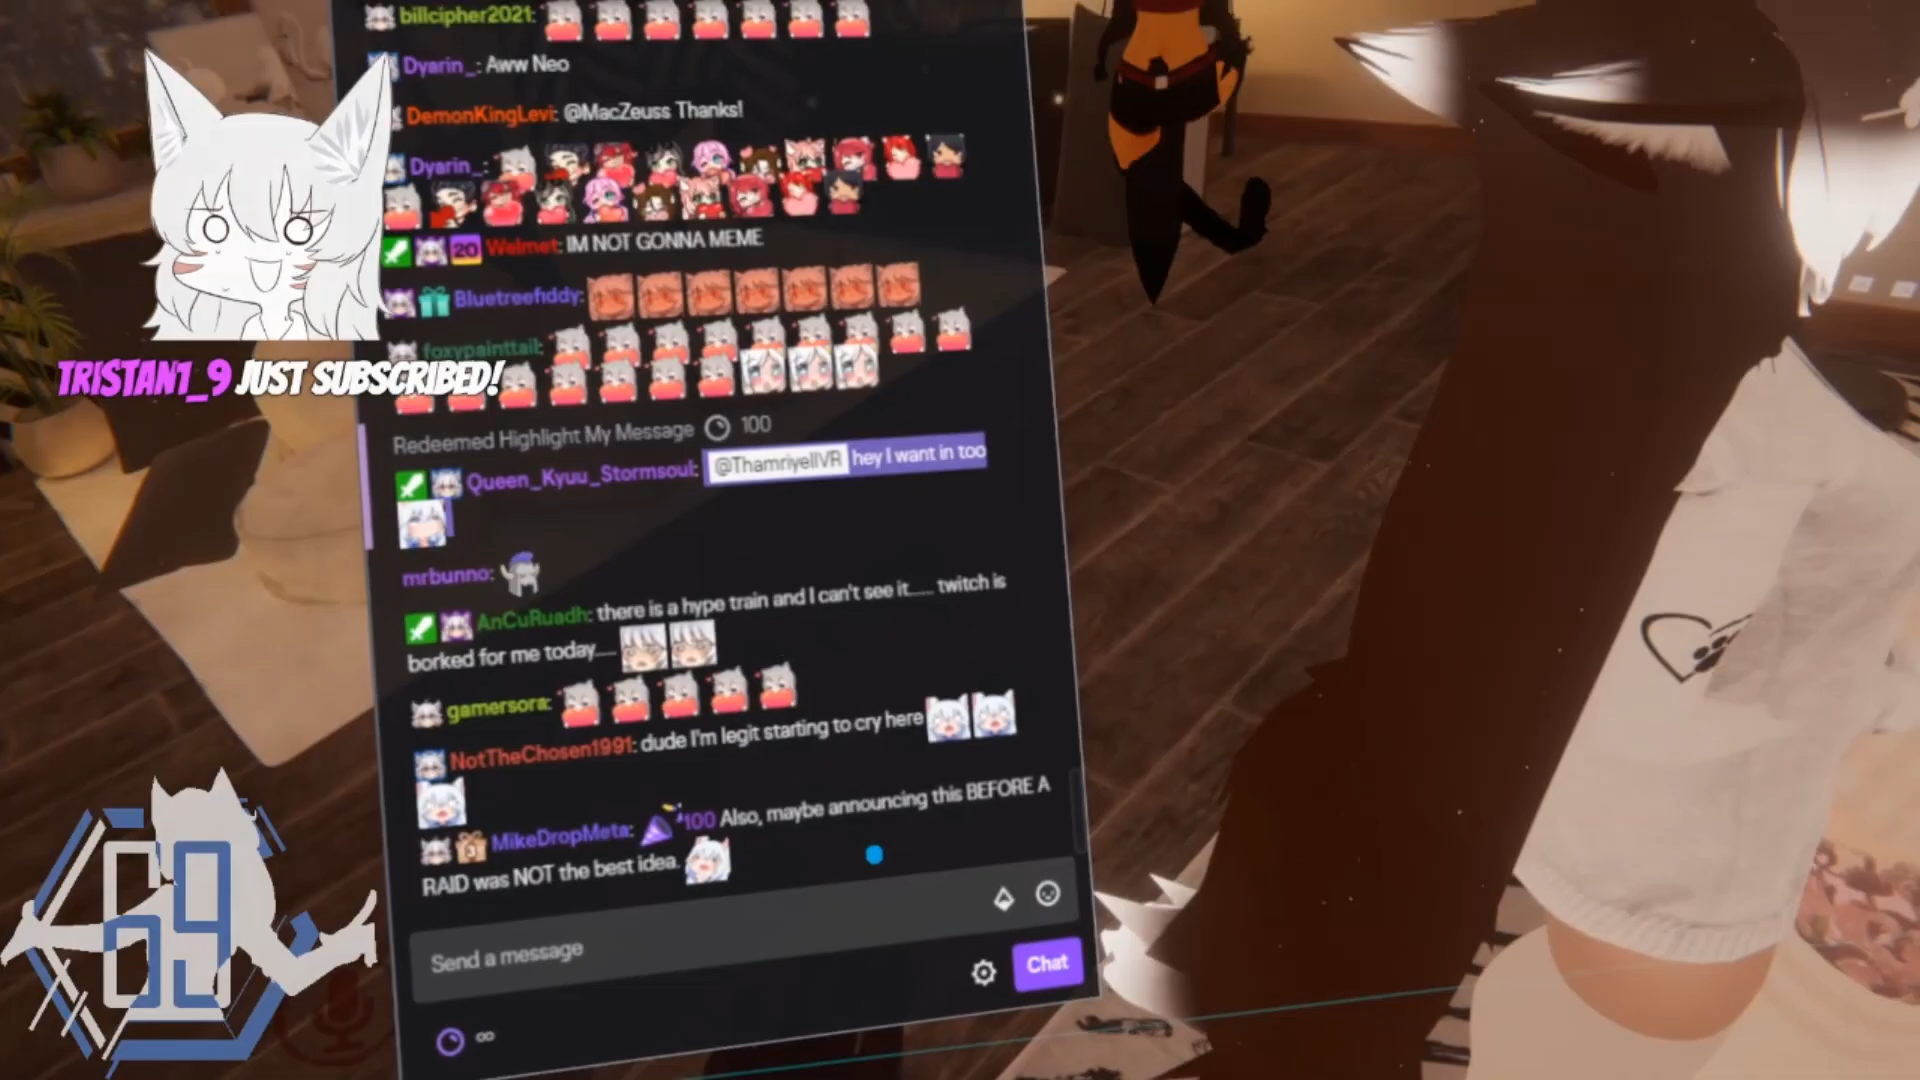 billcipher2021:
Dyarin_: Aww Neo
DemonKingLevi: @MacZeuss Thanks!
Dyarin_:
20 Welmet: IM NOT GONNA MEME
Bluetreefiddy:
foxypainttail:
TRISTAN1_9 JUST SUBSCRIBED!
Redeemed Highlight My Message 100
Queen_Kyuu_Stormsoul: @ThamriyellVR hey I want in too
mrbunno:
AnCuRuadh: there is a hype train and I can't see it..... twitch is
borked for me today.....
gamersora:
NotTheChosen1991: dude I'm legit starting to cry here
3 MikeDropMeta: 100 Also, maybe announcing this BEFORE A
RAID was NOT the best idea.
Send a message
Chat
∞
69